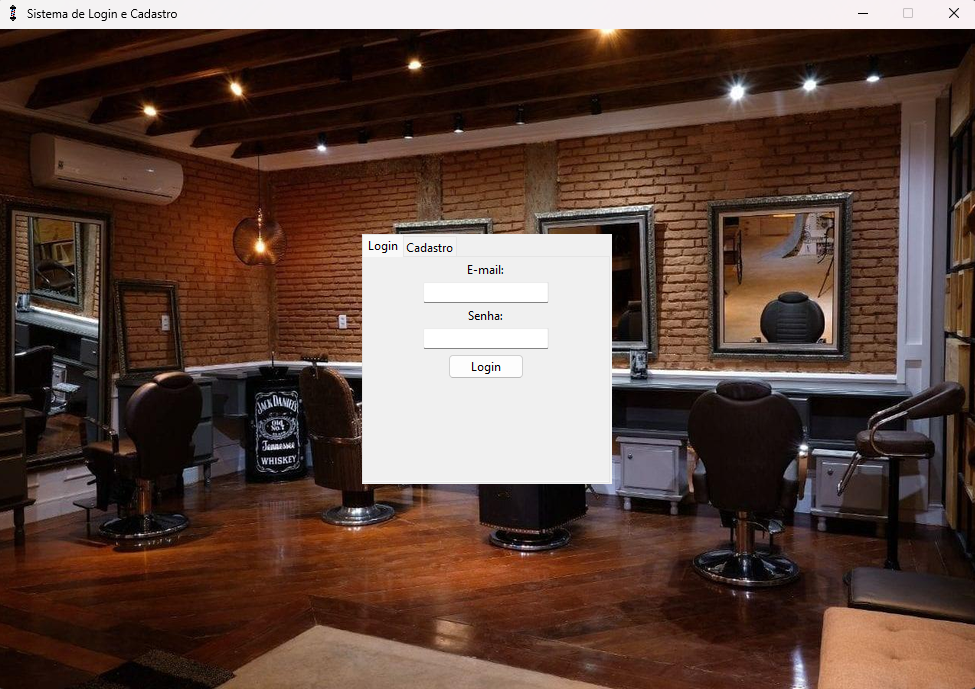 Sistema de Login e Cadastro
Login Cadastro
E-mail:
Senha:
Login
JACK DANIEL'S
OLD
NO.7
Tennessee
WHISKEY